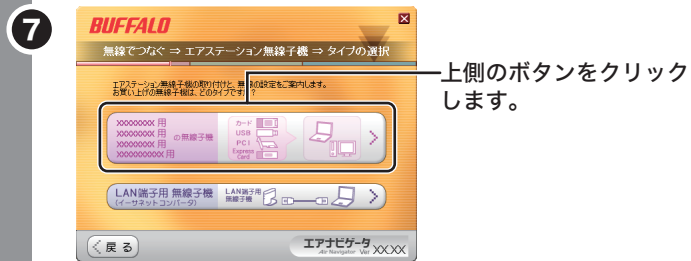 7
BUFFALO
無線でつなぐ ⇒ エアステーション無線子機 ⇒ タイプの選択
エアステーション無線子機の取り付けと、無線の設定をご案内します。
お買い上げの無線子機は、どのタイプですか?
XXXXXXXX 用
XXXXXXXX 用
XXXXXXXX 用
XXXXXXXXXX 用
の無線子機
カード
USB
PCI
Express
Card
LAN端子用 無線子機
(イーサネットコンバータ)
LAN端子用
無線子機
戻る
エアナビゲータ
Air Navigator Ver XX.XX
上側のボタンをクリック
します。